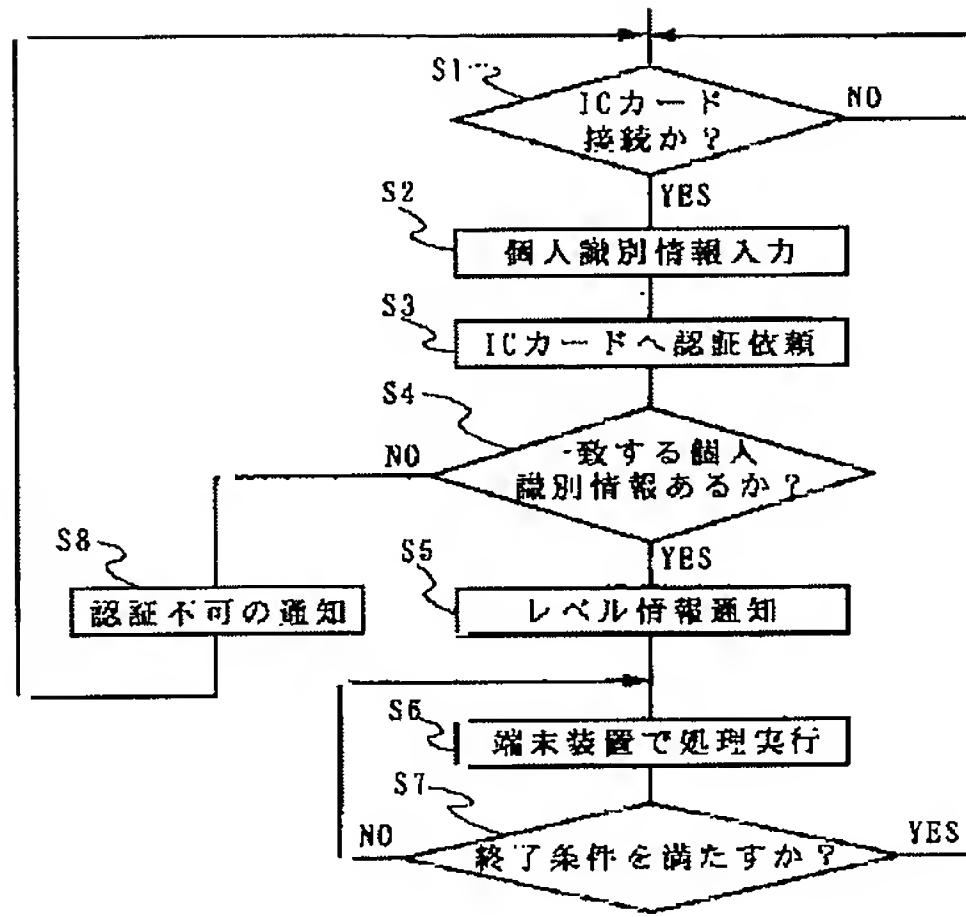 S1
ICカード
接続か？
NO
YES
S2
個人識別情報入力
S3
ICカードへ認証依頼
S4
一致する個人
識別情報あるか？
NO
YES
S8
認証不可の通知
S5
レベル情報通知
S6
端末装置で処理実行
S7
終了条件を満たすか？
NO
YES